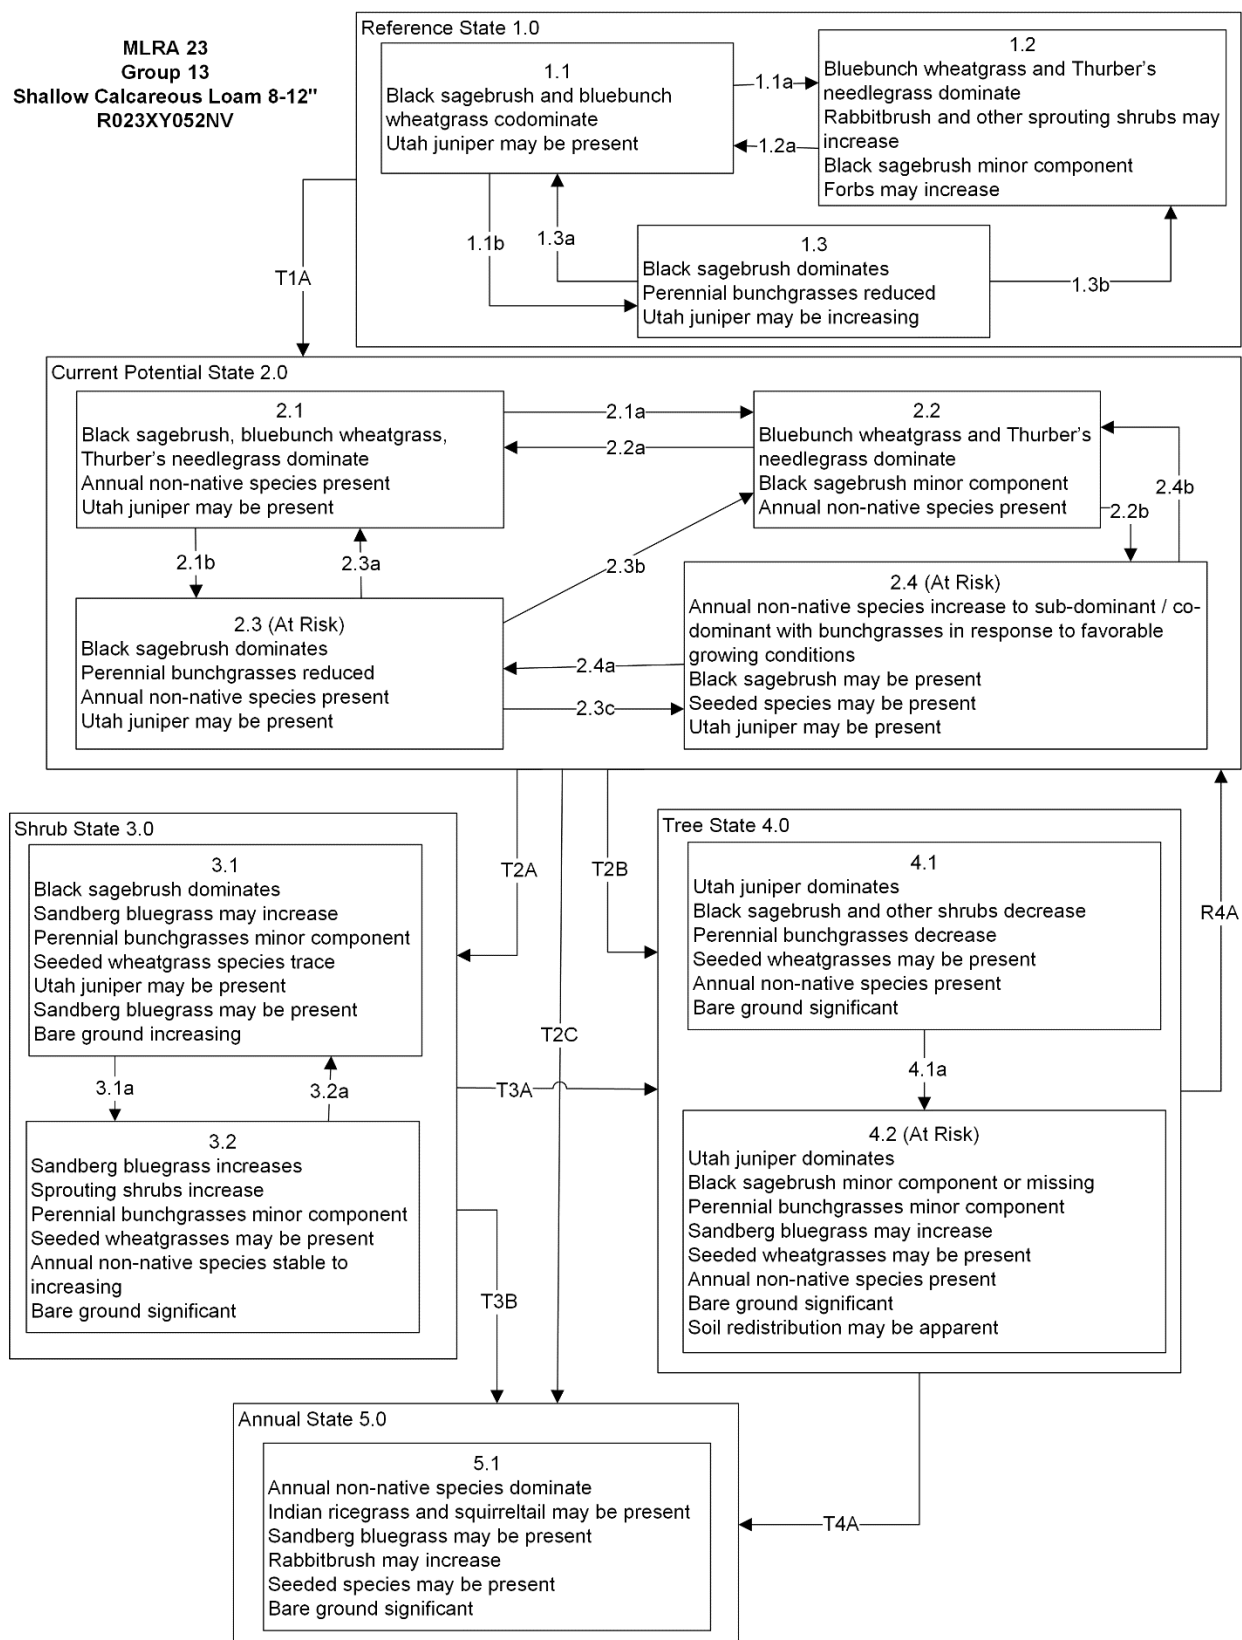 MLRA 23
Group 13
Shallow Calcareous Loam 8-12"
R023XY052NV
Reference State 1.0
1.1
Black sagebrush and bluebunch
wheatgrass codominate
Utah juniper may be present
1.1a
1.2a
1.2
Bluebunch wheatgrass and Thurber's
needlegrass dominate
Rabbitbrush and other sprouting shrubs may
increase
Black sagebrush minor component
Forbs may increase
1.1b
1.3a
1.3
Black sagebrush dominates
Perennial bunchgrasses reduced
Utah juniper may be increasing
1.3b
T1A
Current Potential State 2.0
2.1
Black sagebrush, bluebunch wheatgrass,
Thurber's needlegrass dominate
Annual non-native species present
Utah juniper may be present
2.1a
2.2a
2.2
Bluebunch wheatgrass and Thurber's
needlegrass dominate
Black sagebrush minor component
Annual non-native species present
2.4b
2.2b
2.1b
2.3a
2.3b
2.3 (At Risk)
Black sagebrush dominates
Perennial bunchgrasses reduced
Annual non-native species present
Utah juniper may be present
2.4a
2.3c
2.4 (At Risk)
Annual non-native species increase to sub-dominant / co-
dominant with bunchgrasses in response to favorable
growing conditions
Black sagebrush may be present
Seeded species may be present
Utah juniper may be present
Shrub State 3.0
3.1
Black sagebrush dominates
Sandberg bluegrass may increase
Perennial bunchgrasses minor component
Seeded wheatgrass species trace
Utah juniper may be present
Sandberg bluegrass may be present
Bare ground increasing
3.1a
3.2a
3.2
Sandberg bluegrass increases
Sprouting shrubs increase
Perennial bunchgrasses minor component
Seeded wheatgrasses may be present
Annual non-native species stable to
increasing
Bare ground significant
T2A
T2B
T2C
T3A
T3B
Tree State 4.0
4.1
Utah juniper dominates
Black sagebrush and other shrubs decrease
Perennial bunchgrasses decrease
Seeded wheatgrasses may be present
Annual non-native species present
Bare ground significant
4.1a
4.2 (At Risk)
Utah juniper dominates
Black sagebrush minor component or missing
Perennial bunchgrasses minor component
Sandberg bluegrass may increase
Seeded wheatgrasses may be present
Annual non-native species present
Bare ground significant
Soil redistribution may be apparent
R4A
Annual State 5.0
5.1
Annual non-native species dominate
Indian ricegrass and squirreltail may be present
Sandberg bluegrass may be present
Rabbitbrush may increase
Seeded species may be present
Bare ground significant
T4A